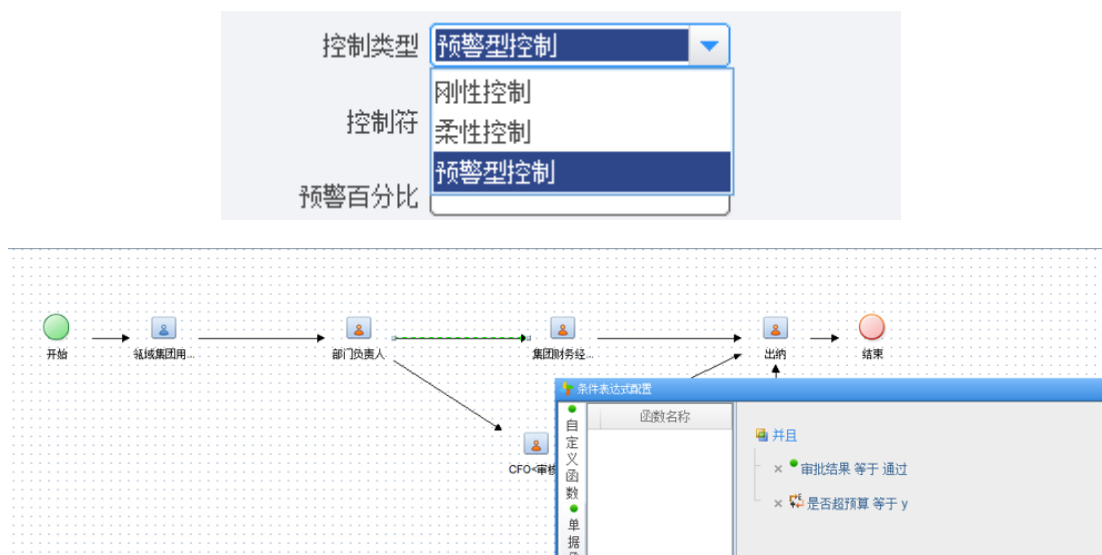 控制类型
预警型控制
刚性控制
控制符
柔性控制
预警型控制
预警百分比
开始
部门负责人
集团财务经...
出纳
结束
条件表达式配置
自定义函数
函数名称
并且
审批结果 等于 通过
CFO<审核
是否超预算 等于 y
单据